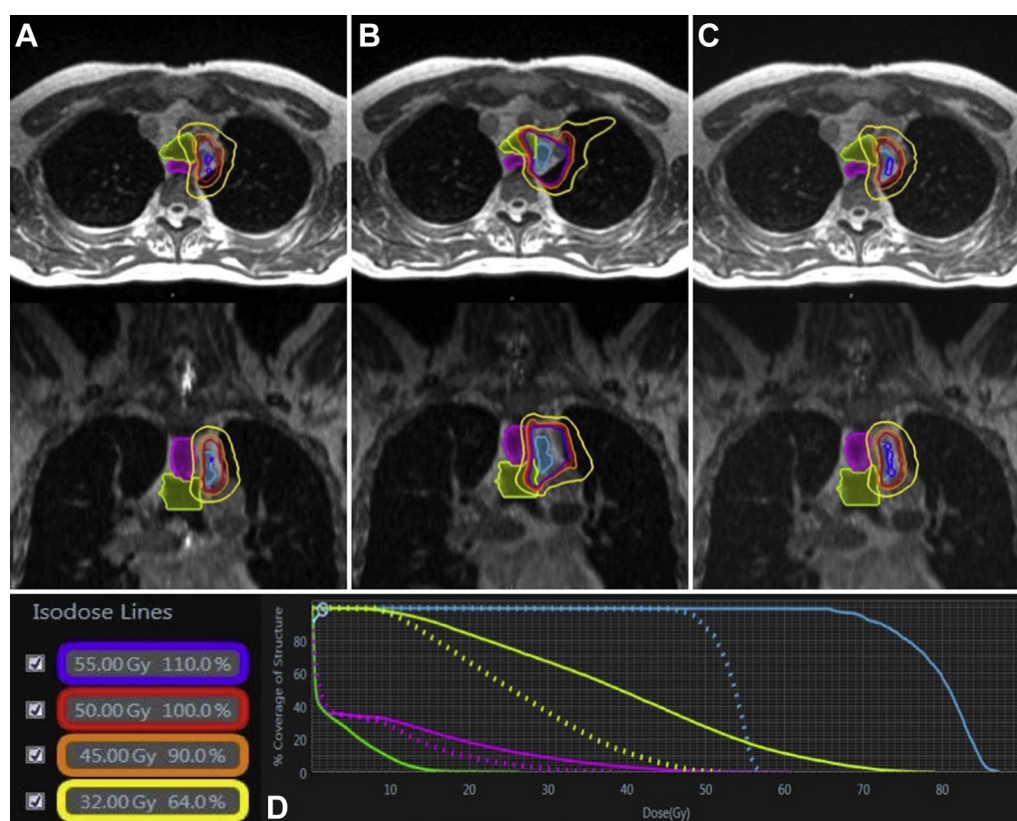 A
B
C
Isodose Lines
55.00 Gy 110.0 %
50.00 Gy 100.0 %
45.00 Gy 90.0 %
32.00 Gy 64.0 %
D
% Coverage of Structure
80
60
40
20
0
10
20
30
40
50
60
70
80
Dose(Gy)